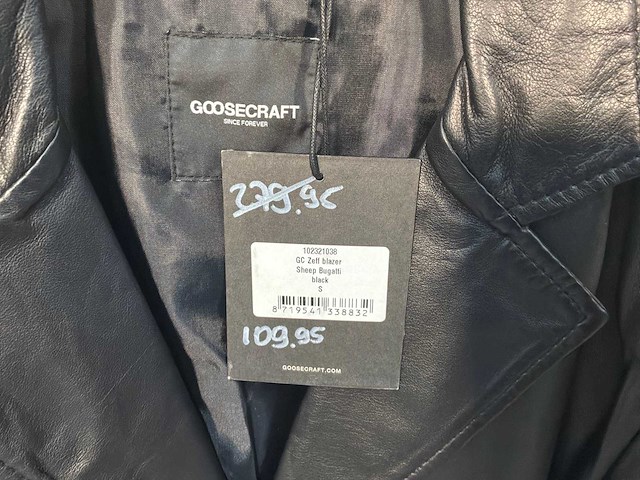 GOOSECRAFT
SINCE FOREVER
279.95
102321038
GC Zeff blazer
Sheep Bugatti
black
S
8 719541 338832
109.95
GOOSECRAFT.COM